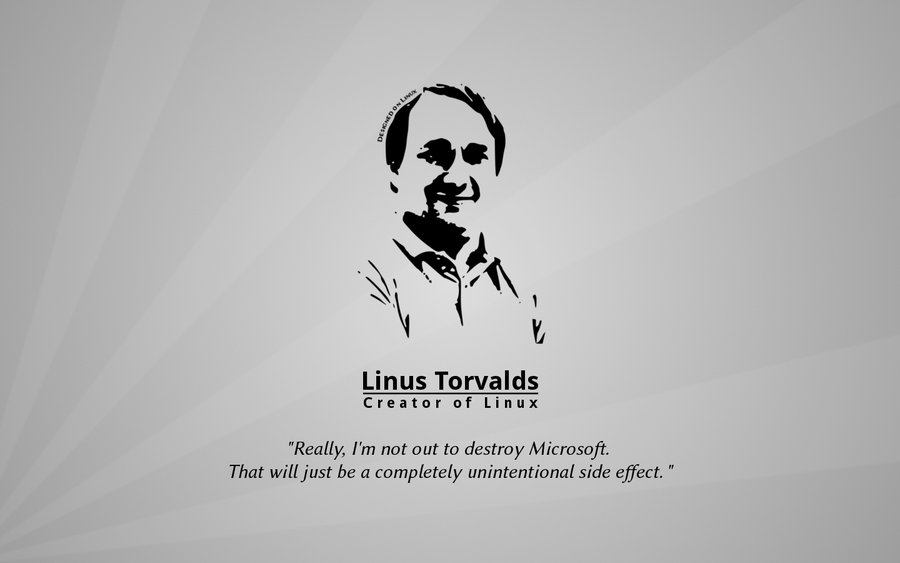 Designed on Linux
Linus Torvalds
Creator of Linux
"Really, I'm not out to destroy Microsoft.
That will just be a completely unintentional side effect."